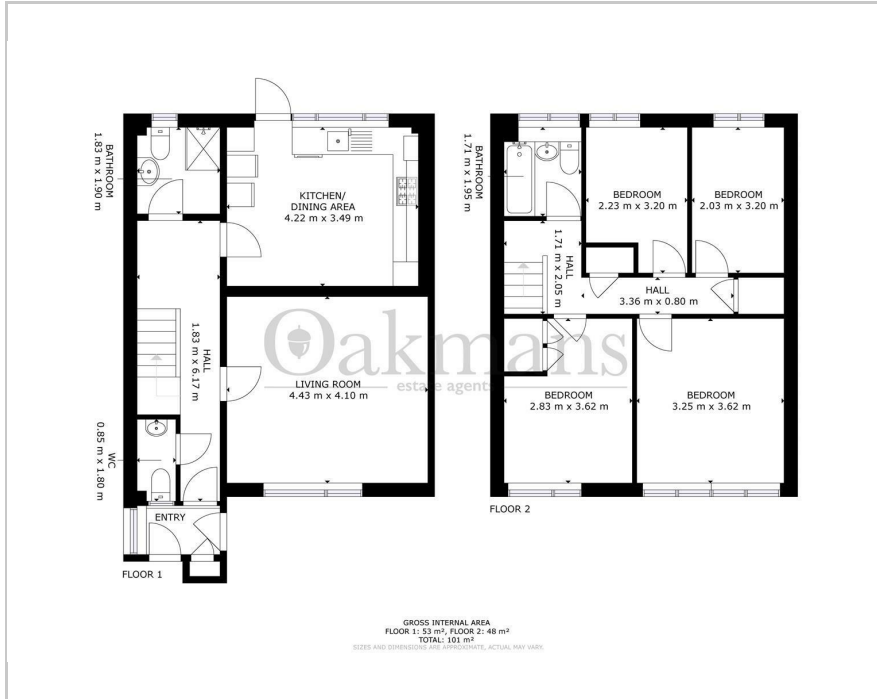 BATHROOM
1.83 m x 1.90 m
KITCHEN/
DINING AREA
4.22 m x 3.49 m
HALL
1.83 m x 6.17 m
LIVING ROOM
4.43 m x 4.10 m
WC
0.85 m x 1.80 m
ENTRY
FLOOR 1
BATHROOM
1.71 m x 1.95 m
BEDROOM
2.23 m x 3.20 m
BEDROOM
2.03 m x 3.20 m
HALL
1.71 m x 2.05 m
HALL
3.36 m x 0.80 m
BEDROOM
2.83 m x 3.62 m
BEDROOM
3.25 m x 3.62 m
FLOOR 2
Oakmans
estate agents
GROSS INTERNAL AREA
FLOOR 1: 53 m², FLOOR 2: 48 m²
TOTAL: 101 m²
SIZES AND DIMENSIONS ARE APPROXIMATE, ACTUAL MAY VARY.